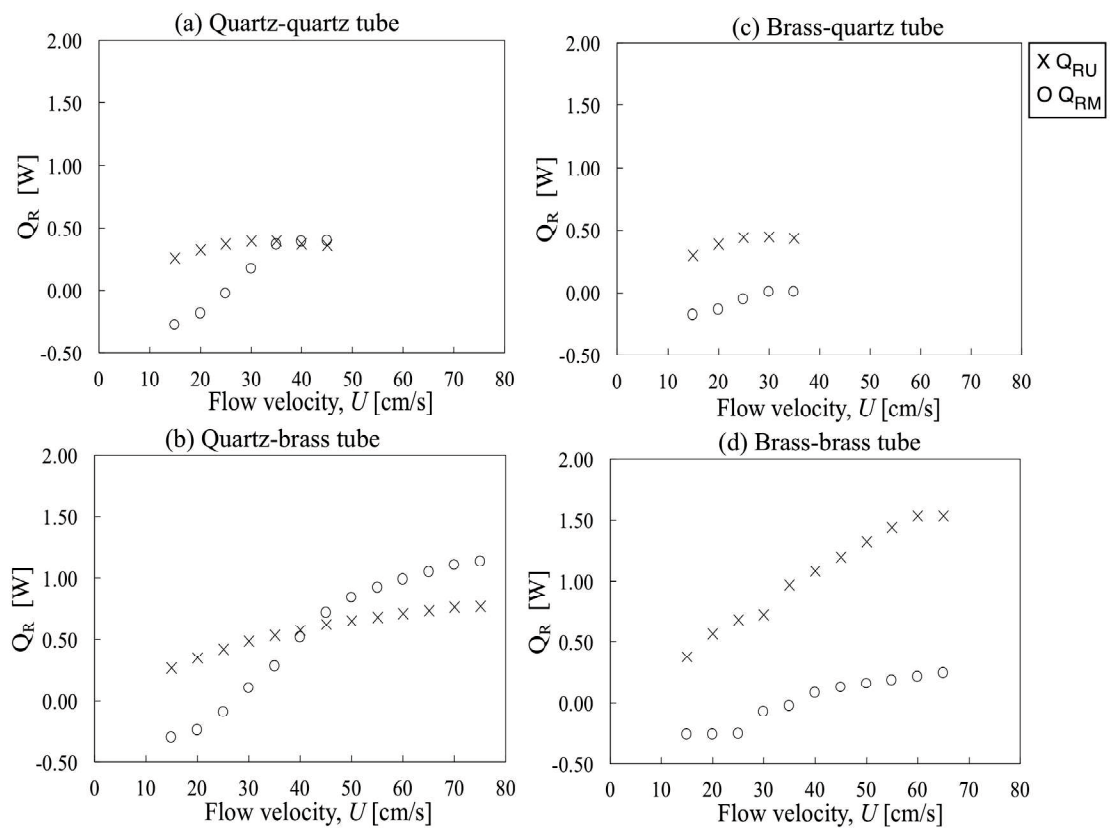 (a) Quartz-quartz tube
2.00
1.50
1.00
0.50
0.00
-0.50
Q_R [W]
0 10 20 30 40 50 60 70 80
Flow velocity, U [cm/s]
(c) Brass-quartz tube
2.00
1.50
1.00
0.50
0.00
-0.50
Q_R [W]
0 10 20 30 40 50 60 70 80
Flow velocity, U [cm/s]
X Q_RU
O Q_RM
(b) Quartz-brass tube
2.00
1.50
1.00
0.50
0.00
-0.50
Q_R [W]
0 10 20 30 40 50 60 70 80
Flow velocity, U [cm/s]
(d) Brass-brass tube
2.00
1.50
1.00
0.50
0.00
-0.50
Q_R [W]
0 10 20 30 40 50 60 70 80
Flow velocity, U [cm/s]